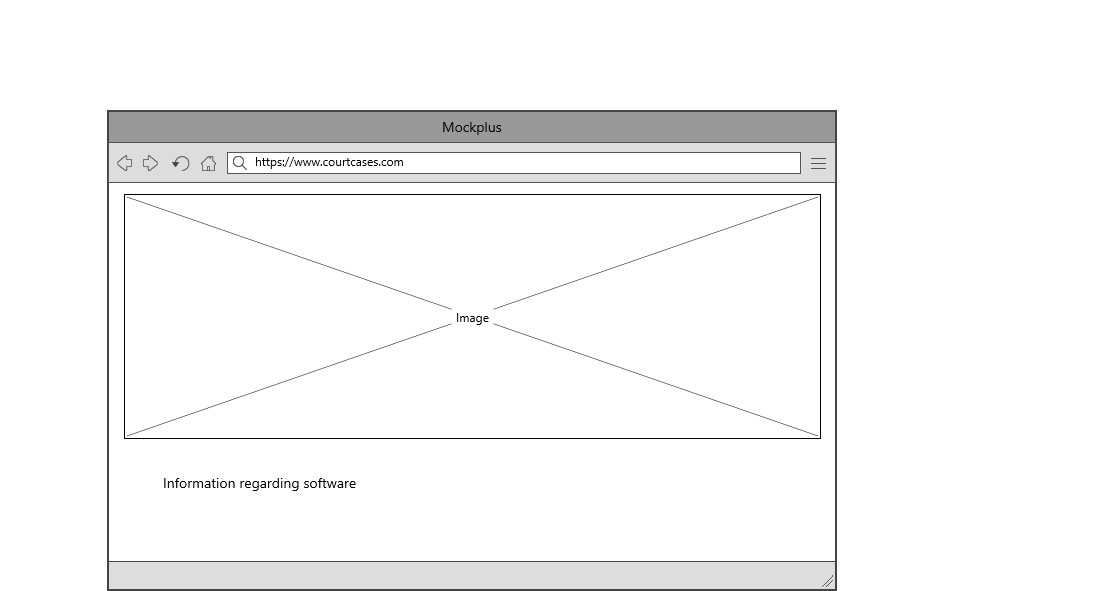 Mockplus
https://www.courtcases.com
Image
Information regarding software